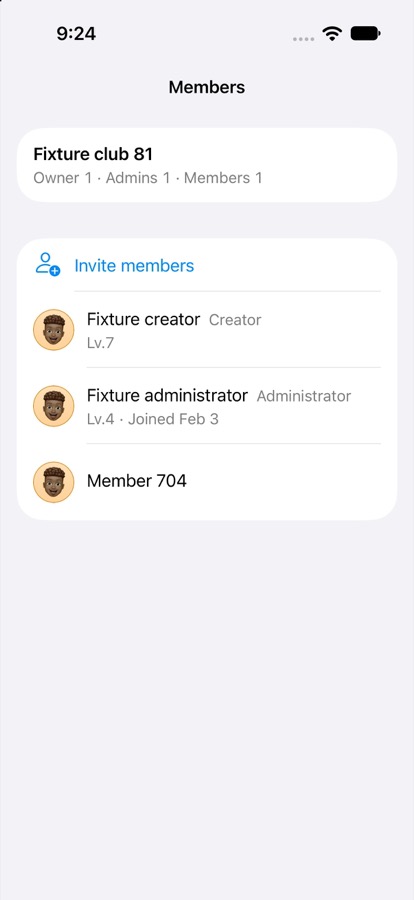 9:24
Members
Fixture club 81
Owner 1 · Admins 1 · Members 1
Invite members
Fixture creator Creator
Lv.7
Fixture administrator Administrator
Lv.4 · Joined Feb 3
Member 704